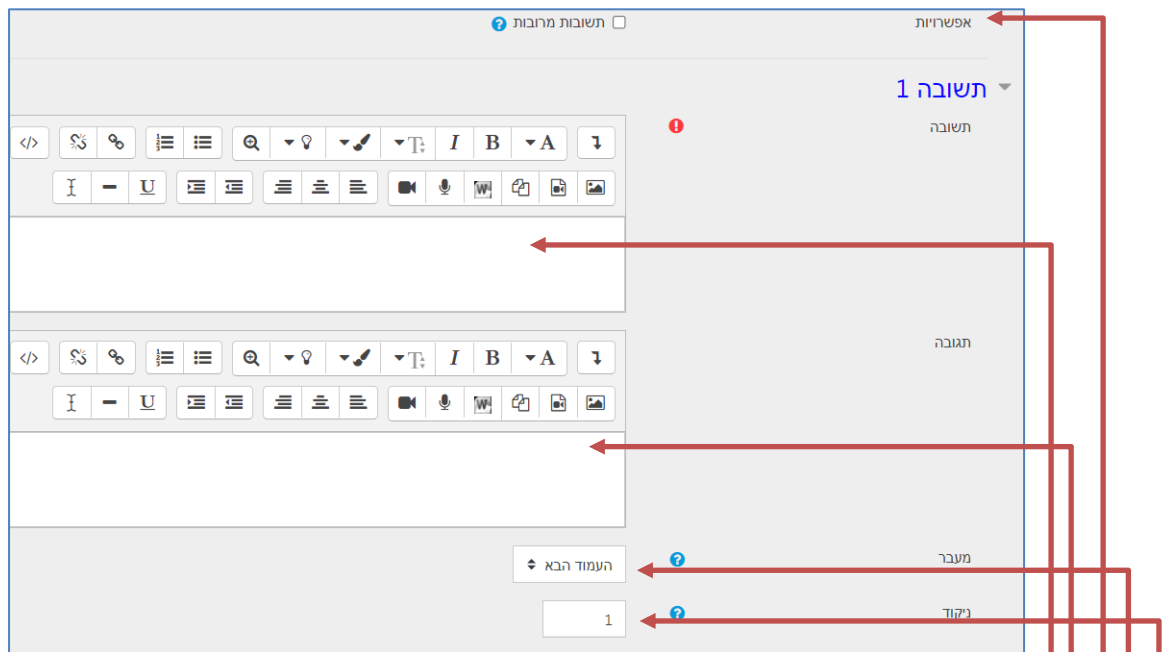 אפשרויות תשובות מרובות
תשובה 1
תשובה
A B I T
W U
תגובה
A B I T
W U
מעבר העמוד הבא
ניקוד 1